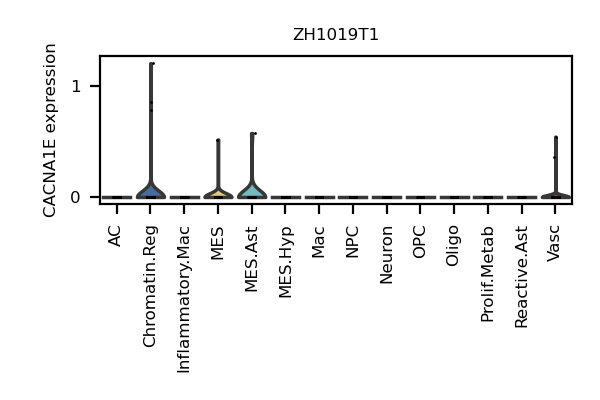 ZH1019T1
CACNA1E expression
1
0
AC
Chromatin.Reg
Inflammatory.Mac
MES
MES.Ast
MES.Hyp
Mac
NPC
Neuron
OPC
Oligo
Prolif.Metab
Reactive.Ast
Vasc